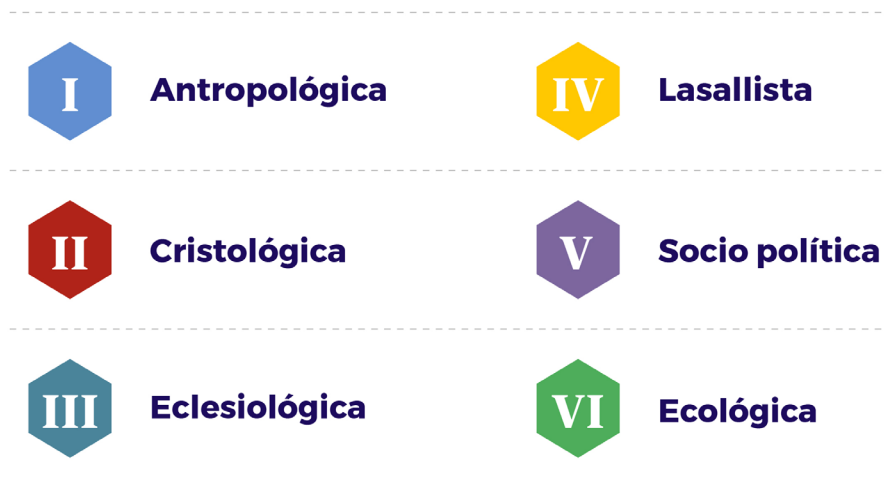 I Antropológica
II Cristológica
III Eclesiológica
IV Lasallista
V Socio política
VI Ecológica